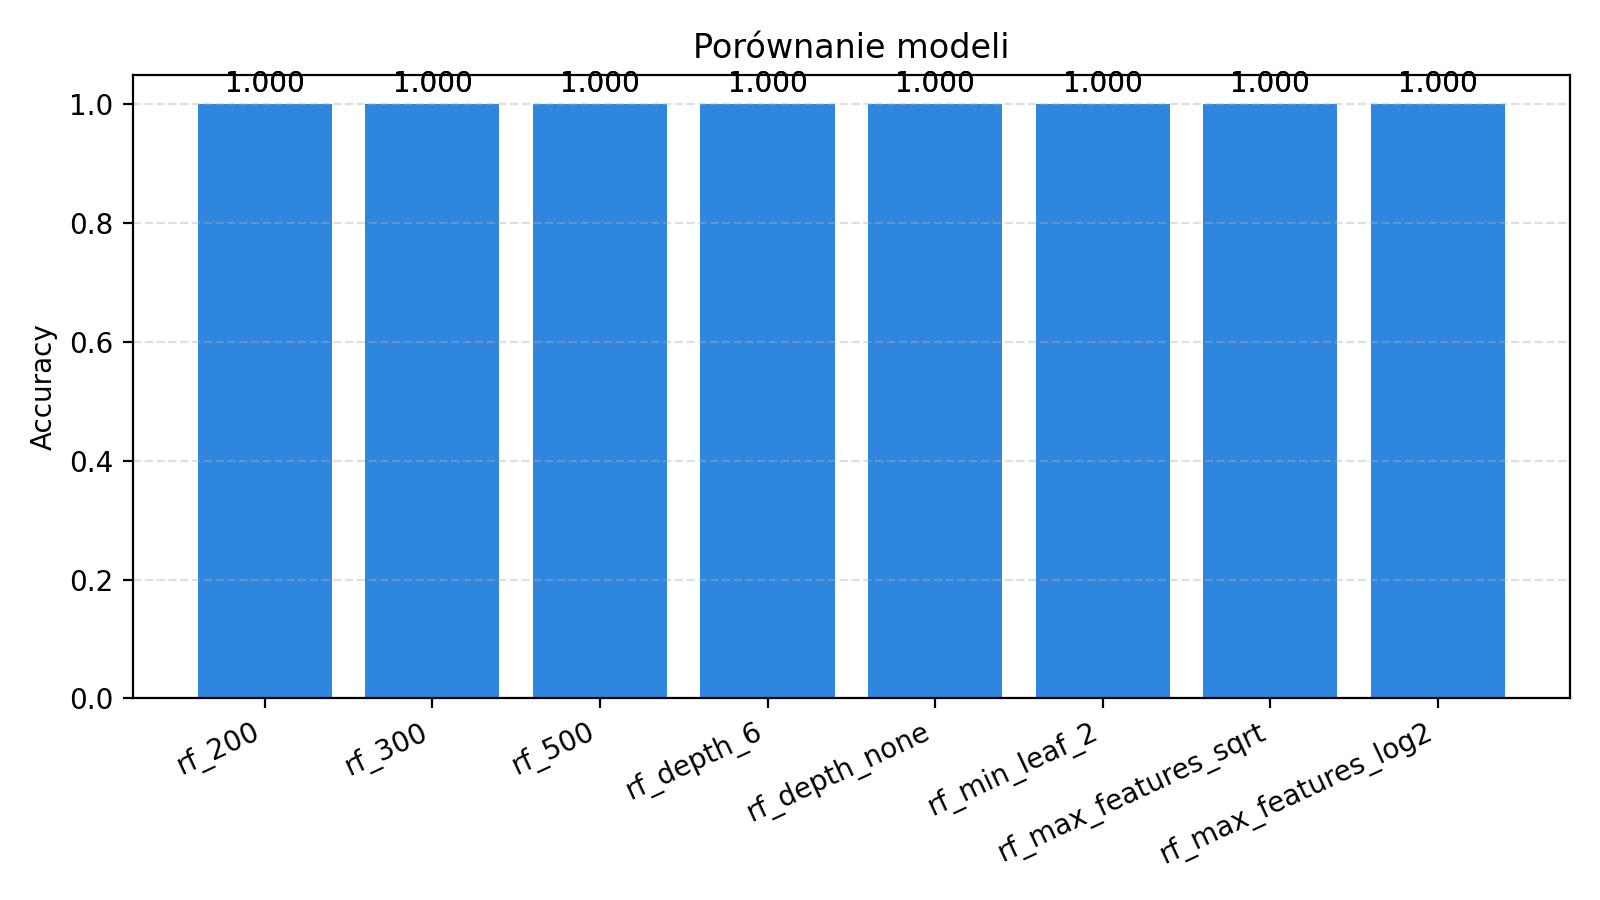 Porównanie modeli
1.000 1.000 1.000 1.000 1.000 1.000 1.000 1.000
1.0
0.8
0.6
0.4
0.2
0.0
Accuracy
rf_200
rf_300
rf_500
rf_depth_6
rf_depth_none
rf_min_leaf_2
rf_max_features_sqrt
rf_max_features_log2